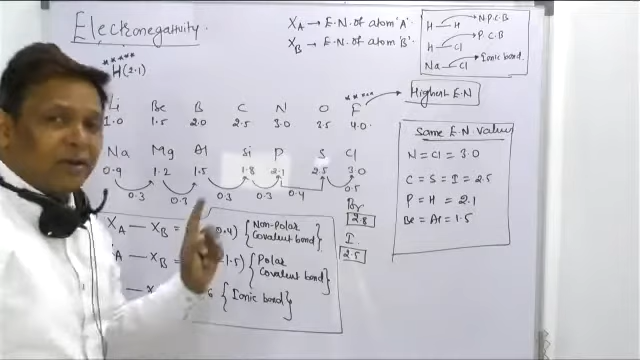 Electronegativity.
X_A → E.N. of atom 'A'.
X_B → E.N. of atom 'B'.
H — H → N.P.C.B
H — Cl → P.C.B
Na — Cl → Ionic bond.
*****
H(2.1)
*****
Highest E.N
Li Be B C N O F
1.0 1.5 2.0 2.5 3.0 3.5 4.0
Na Mg Al Si P S Cl
0.9 1.2 1.5 1.8 2.1 2.5 3.0
0.3 0.3 0.3 0.3 0.4 0.5
Br
2.8
I.
2.5
Same E.N. Value
N = Cl = 3.0
C = S = I = 2.5
P = H = 2.1
Be = Al = 1.5
X_A — X_B = 0.4) {Non-Polar Covalent bond}
X_A — X_B = 1.5) {Polar Covalent bond}
{Ionic bond}